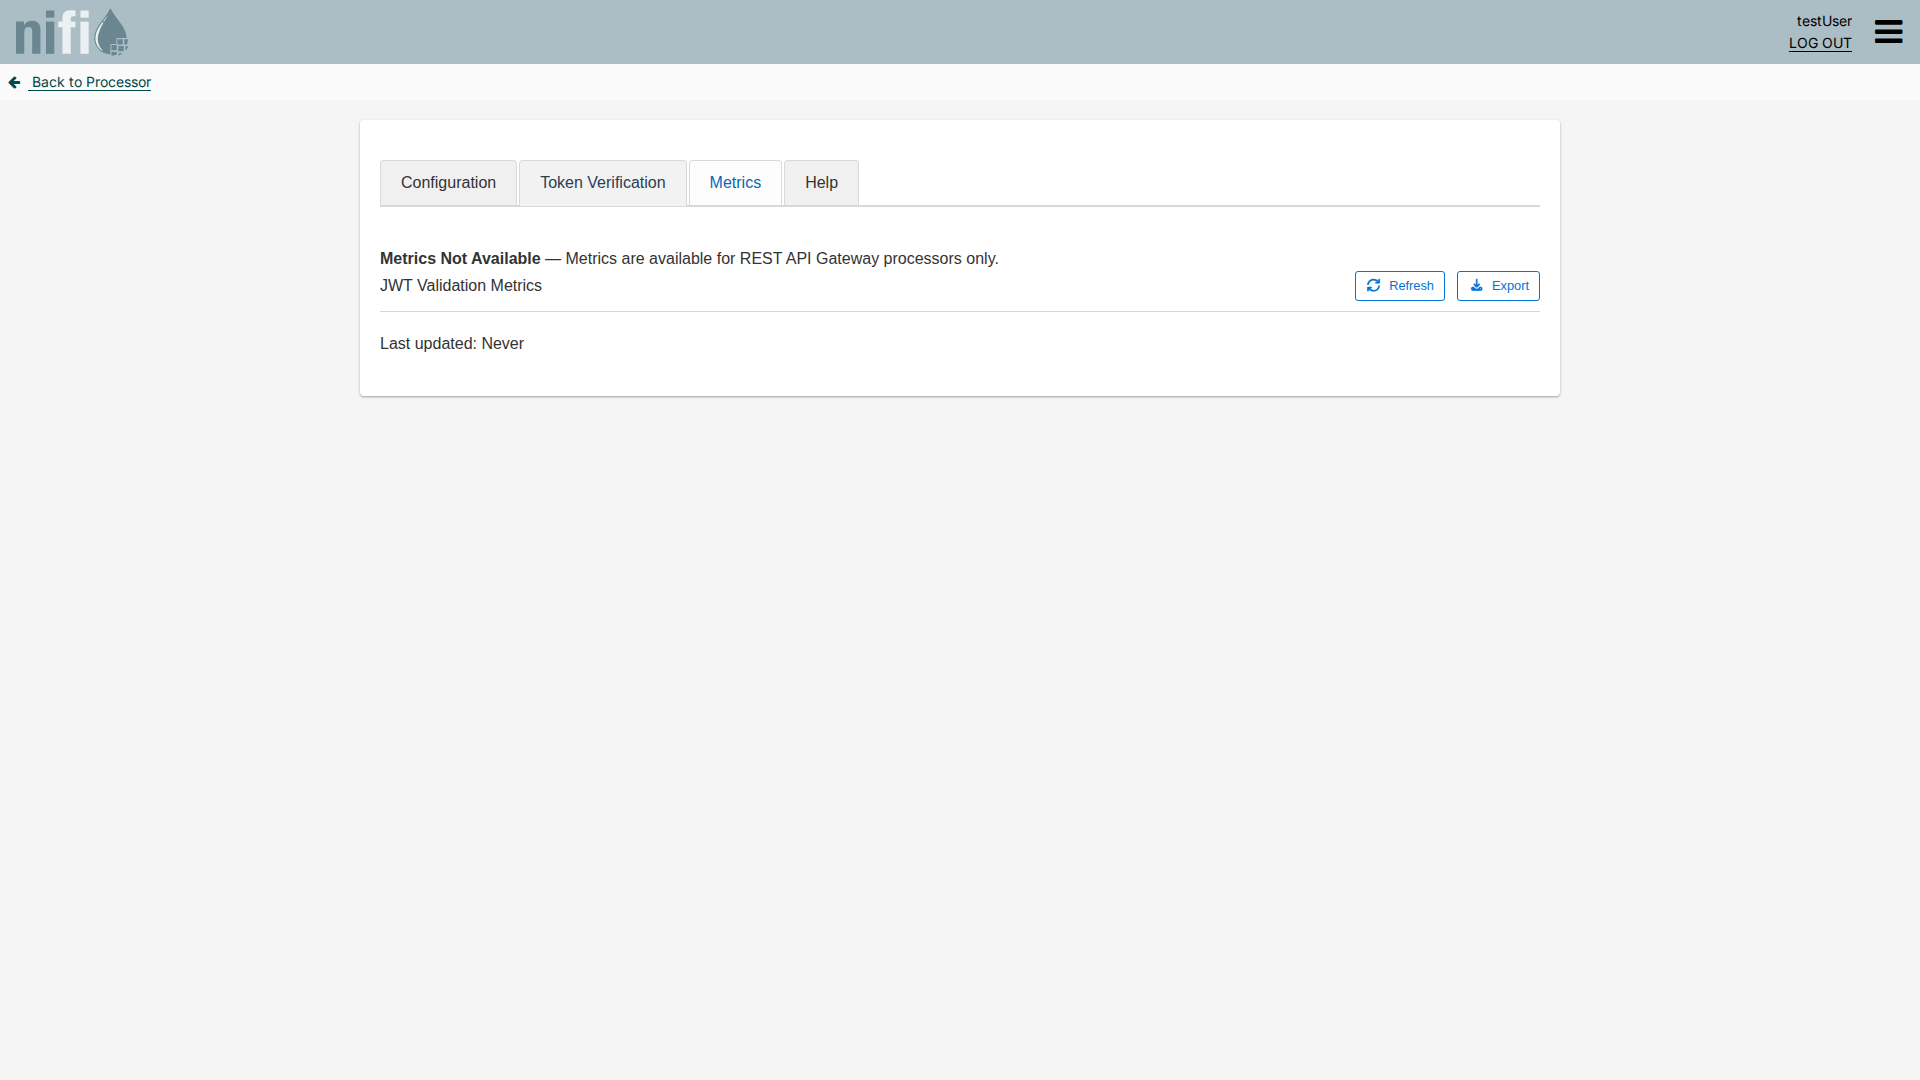 nifi
testUser
LOG OUT
Back to Processor
Configuration Token Verification Metrics Help
Metrics Not Available — Metrics are available for REST API Gateway processors only.
JWT Validation Metrics Refresh Export
Last updated: Never